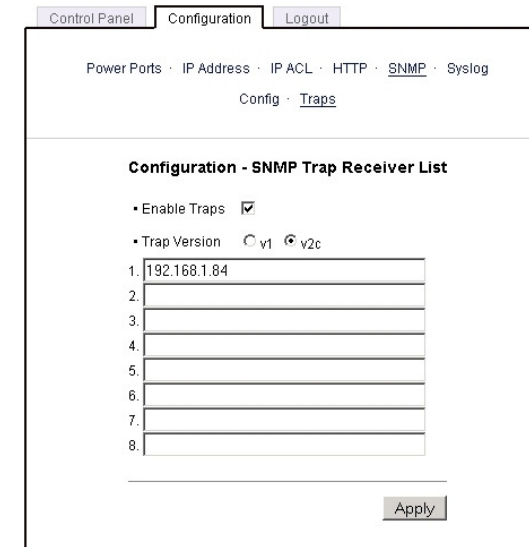 Control Panel Configuration Logout
Power Ports · IP Address · IP ACL · HTTP · SNMP · Syslog
Config · Traps
Configuration - SNMP Trap Receiver List
▪ Enable Traps
▪ Trap Version v1 v2c
1. 192.168.1.84
2.
3.
4.
5.
6.
7.
8.
Apply